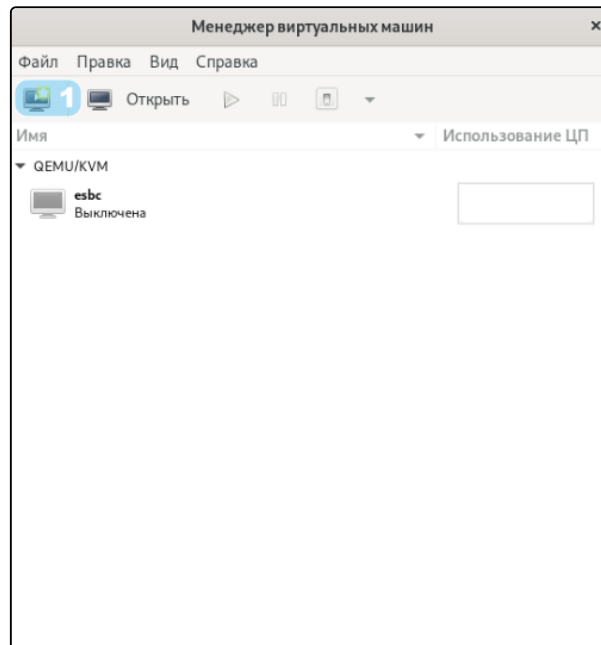 Менеджер виртуальных машин ×
Файл Правка Вид Справка
1 Открыть
Имя Использование ЦП
QEMU/KVM
esbc
Выключена